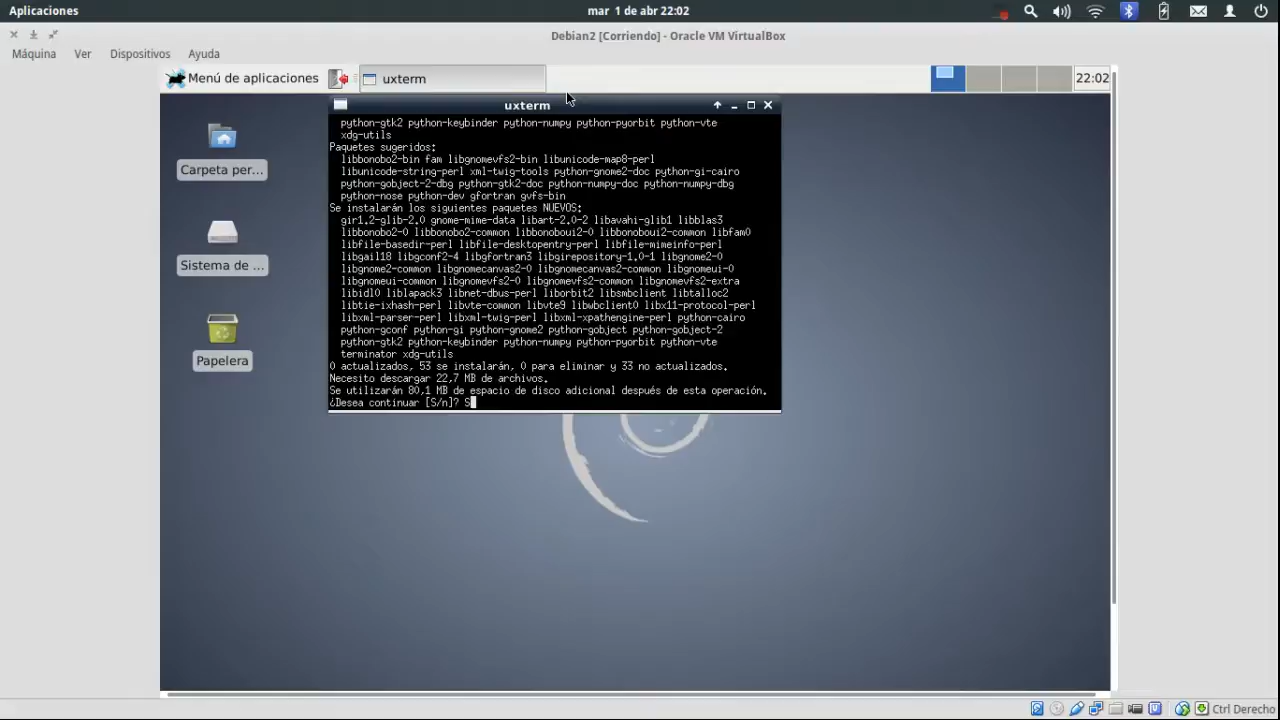 Aplicaciones
mar 1 de abr 22:02
Debian2 [Corriendo] - Oracle VM VirtualBox
Máquina Ver Dispositivos Ayuda
Menú de aplicaciones
uxterm
22:02
uxterm
Carpeta per...
Sistema de ...
Papelera
python-gtk2 python-keybinder python-numpy python-pyorbit python-vte
xdg-utils
Paquetes sugeridos:
libbonobo2-bin fam libgnomevfs2-bin libunicode-map8-perl
libunicode-string-perl xml-twig-tools python-gnome2-doc python-gi-cairo
python-gobject-2-dbg python-gtk2-doc python-numpy-doc python-numpy-dbg
python-nose python-dev gfortran gvfs-bin
Se instalarán los siguientes paquetes NUEVOS:
gir1.2-glib-2.0 gnome-mime-data libart-2.0-2 libavahi-glib1 libblas3
libbonobo2-0 libbonobo2-common libbonoboui2-0 libbonoboui2-common libfam0
libfile-basedir-perl libfile-desktopentry-perl libfile-mimeinfo-perl
libgail18 libgconf2-4 libgfortran3 libgirepository-1.0-1 libgnome2-0
libgnome2-common libgnomecanvas2-0 libgnomecanvas2-common libgnomeui-0
libgnomeui-common libgnomevfs2-0 libgnomevfs2-common libgnomevfs2-extra
libidl0 liblapack3 libnet-dbus-perl liborbit2 libsmbclient libtalloc2
libtie-ixhash-perl libvte-common libvte9 libwbclient0 libx11-protocol-perl
libxml-parser-perl libxml-twig-perl libxml-xpathengine-perl python-cairo
python-gconf python-gi python-gnome2 python-gobject python-gobject-2
python-gtk2 python-keybinder python-numpy python-pyorbit python-vte
terminator xdg-utils
0 actualizados, 53 se instalarán, 0 para eliminar y 33 no actualizados.
Necesito descargar 22,7 MB de archivos.
Se utilizarán 80,1 MB de espacio de disco adicional después de esta operación.
¿Desea continuar [S/n]? S
Ctrl Derecho